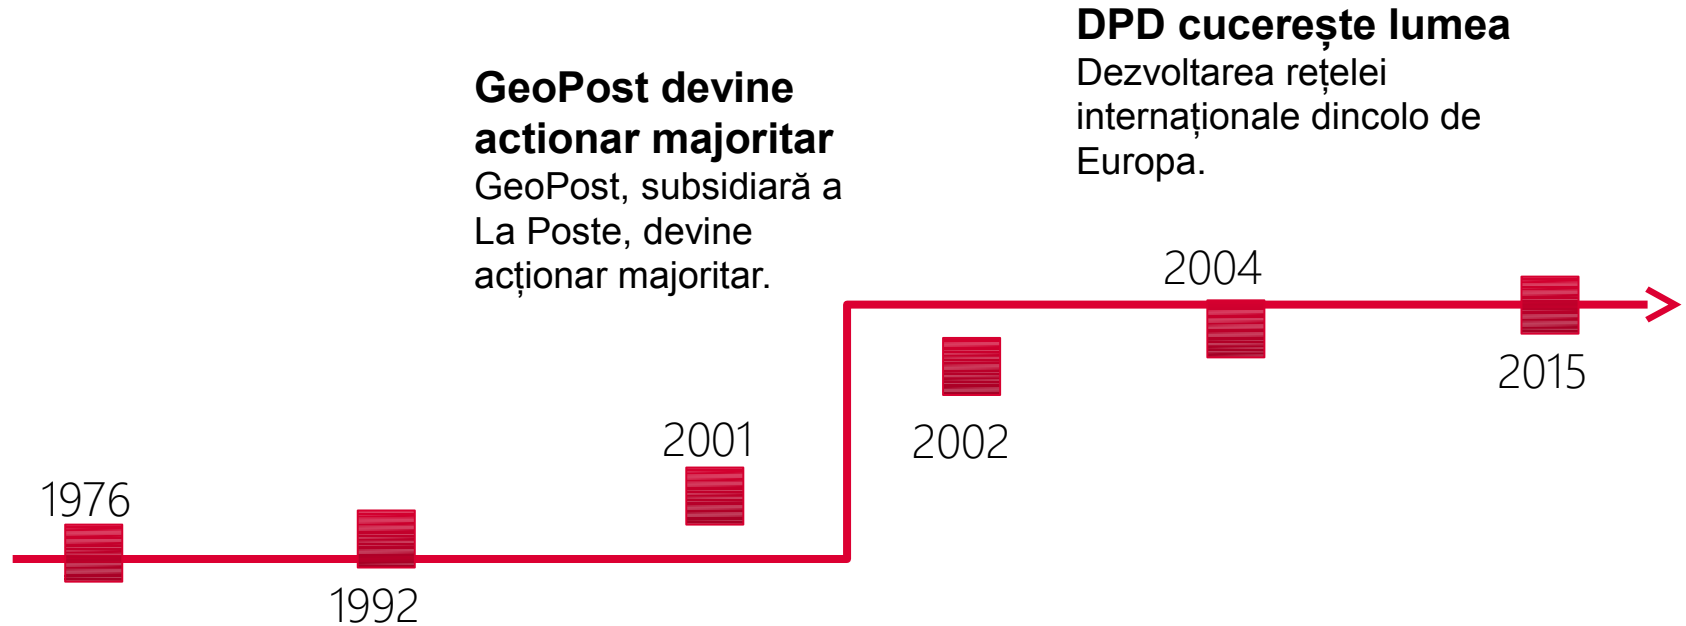 DPD cucerește lumea
Dezvoltarea rețelei
internaționale dincolo de
Europa.
GeoPost devine
actionar majoritar
GeoPost, subsidiară a
La Poste, devine
acționar majoritar.
2004
2015
2001
2002
1976
1992